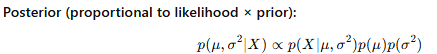 Posterior (proportional to likelihood × prior):
p(μ, σ²|X) ∝ p(X|μ, σ²)p(μ)p(σ²)